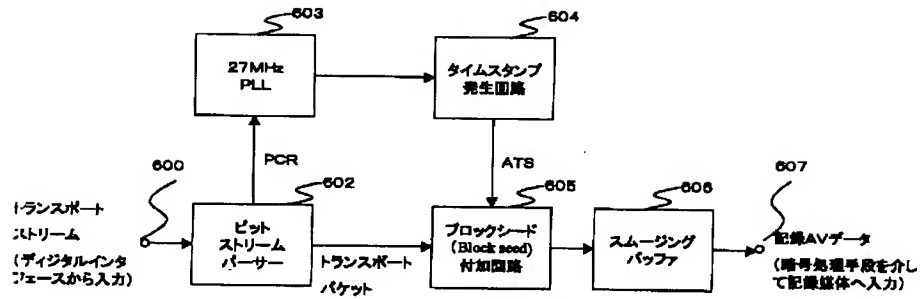 603
27MHz
PLL
604
タイムスタンプ
発生回路
PCR
ATS
600
602
605
606
607
トランスポート
ストリーム
(ディジタルインタ
フェースから入力)
ビット
ストリーム
パーサー
トランスポート
パケット
ブロックシード
(Block seed)
付加回路
スムージング
バッファ
記録AVデータ
(暗号処理手段を介し
て記録媒体へ入力)